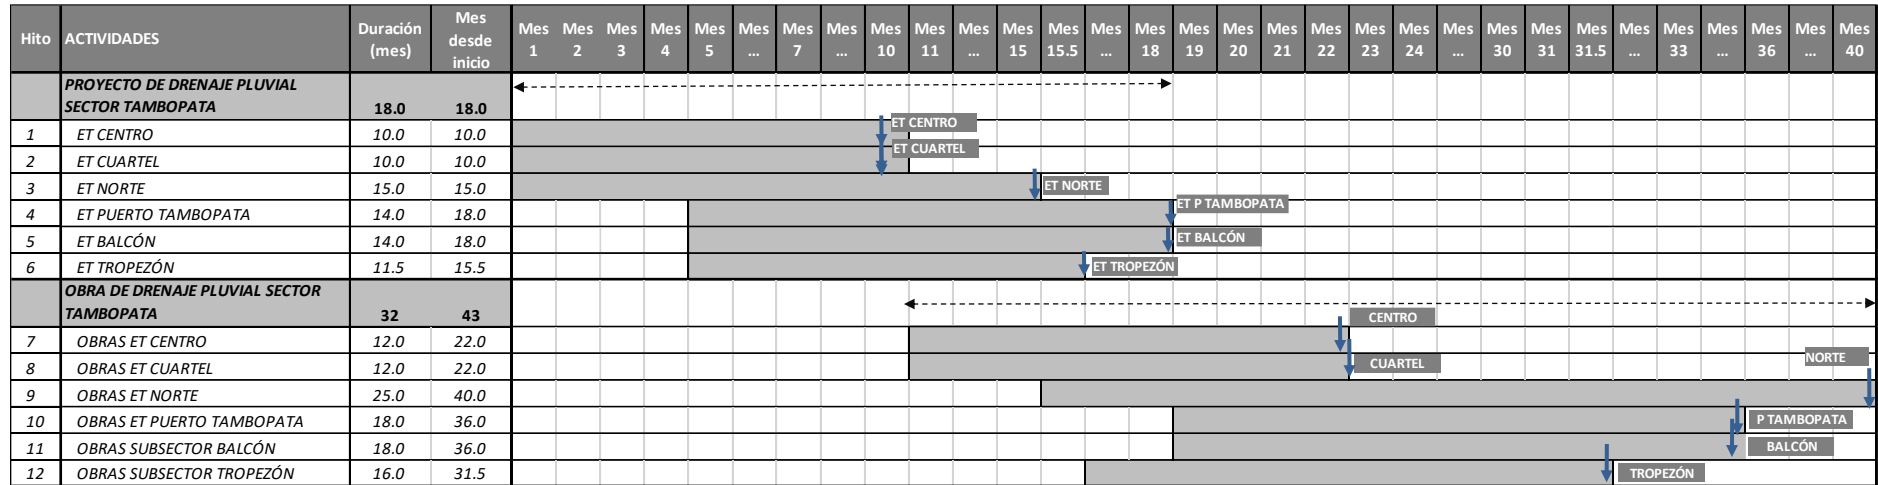 Hito ACTIVIDADES Duración (mes) Mes desde inicio Mes 1 Mes 2 Mes 3 Mes 4 Mes 5 Mes ... Mes 7 Mes ... Mes 10 Mes 11 Mes ... Mes 15 Mes 15.5 Mes ... Mes 18 Mes 19 Mes 20 Mes 21 Mes 22 Mes 23 Mes 24 Mes ... Mes 30 Mes 31 Mes 31.5 Mes ... Mes 33 Mes ... Mes 36 Mes ... Mes 40
PROYECTO DE DRENAJE PLUVIAL
SECTOR TAMBOPATA 18.0 18.0
1 ET CENTRO 10.0 10.0 ET CENTRO
2 ET CUARTEL 10.0 10.0 ET CUARTEL
3 ET NORTE 15.0 15.0 ET NORTE
4 ET PUERTO TAMBOPATA 14.0 18.0 ET P TAMBOPATA
5 ET BALCÓN 14.0 18.0 ET BALCÓN
6 ET TROPEZÓN 11.5 15.5 ET TROPEZÓN
OBRA DE DRENAJE PLUVIAL SECTOR
TAMBOPATA 32 43
7 OBRAS ET CENTRO 12.0 22.0 CENTRO
8 OBRAS ET CUARTEL 12.0 22.0 CUARTEL
9 OBRAS ET NORTE 25.0 40.0 NORTE
10 OBRAS ET PUERTO TAMBOPATA 18.0 36.0 P TAMBOPATA
11 OBRAS SUBSECTOR BALCÓN 18.0 36.0 BALCÓN
12 OBRAS SUBSECTOR TROPEZÓN 16.0 31.5 TROPEZÓN